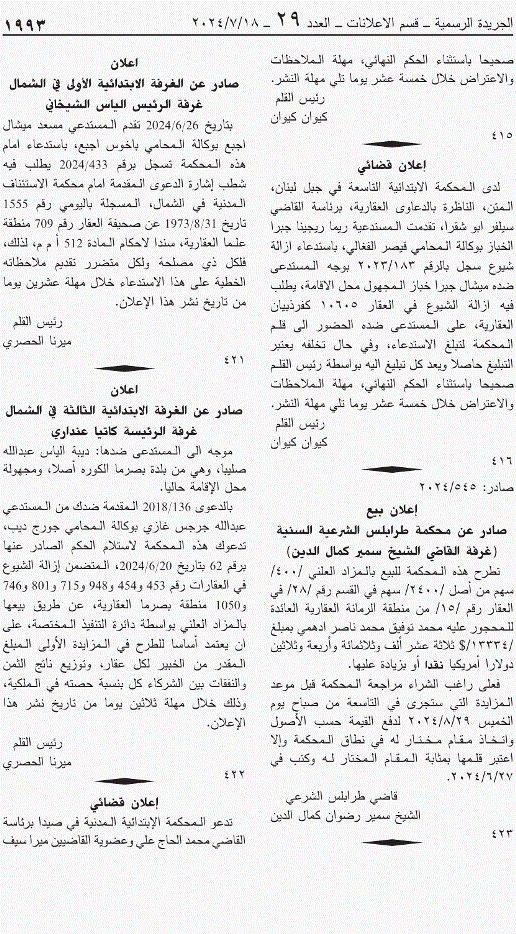 الجريدة الرسمية ــ قسم الاعلانات ــ العدد ٢٩ ــ ٢٠٢٤/٧/١٨
١٩٩٣
صحيحا باستثناء الحكم النهائي، مهلة الملاحظات
والاعتراض خلال خمسة عشر يوما تلي مهلة النشر.
رئيس القلم
كيوان كيوان
٤١٥
إعلان قضائي
لدى المحكمة الابتدائية التاسعة في جبل لبنان،
المتن، الناظرة بالدعاوى العقارية، برئاسة القاضي
سيلفر ابو شقرا، تقدمت المستدعية ريما ريجينا جبرا
الخباز بوكالة المحامي فيصر الفغالي، باستدعاء ازالة
شيوع سجل بالرقم ٢٠٢٣/١٨٣ بوجه المستدعى
ضده ميشال جبرا خباز المجهول محل الاقامة، يطلب
فيه ازالة الشيوع في العقار ١٠٦٠٥ كفرذبيان
العقارية، على المستدعى ضده الحضور الى قلم
المحكمة لتبلغ الاستدعاء، وفي حال تخلفه يعتبر
التبليغ حاصلا ويعد كل تبليغ اليه بواسطة رئيس القلم
صحيحا باستثناء الحكم النهائي، مهلة الملاحظات
والاعتراض خلال خمسة عشر يوما تلي مهلة النشر.
رئيس القلم
كيوان كيوان
٤١٦
صادر: ٢٠٢٤/٥٤٥
إعلان بيع
صادر عن محكمة طرابلس الشرعية السنية
(غرفة القاضي الشيخ سمير كمال الدين)
تطرح هذه المحكمة للبيع بالمزاد العلني /٤٠٠/
سهم من أصل /٢٤٠٠/ سهم في القسم رقم /٢٨/ في
العقار رقم /١٥/ من منطقة الرمانة العقارية العائدة
للمحجور عليه محمد توفيق محمد ناصر ادهمي بمبلغ
/١٣٣٣٤/$ ثلاثة عشر ألف وثلاثمائة وأربعة وثلاثين
دولارا أمريكيا نقدا أو بزيادة عليها.
فعلى راغب الشراء مراجعة المحكمة قبل موعد
المزايدة التي ستجرى في التاسعة من صباح يوم
الخميس ٢٠٢٤/٨/٢٩ لدفع القيمة حسب الأصول
واتخاذ مقام مختار له في نطاق المحكمة وإلا
اعتبر قلمها بمثابة المقام المختار له وكتب في
٢٠٢٤/٦/٢٧.
قاضي طرابلس الشرعي
الشيخ سمير رضوان كمال الدين
٤٢٣
اعلان
صادر عن الغرفة الابتدائية الأولى في الشمال
غرفة الرئيس الياس الشيخاني
بتاريخ 2024/6/26 تقدم المستدعي مسعد ميشال
اجبع بوكالة المحامي باخوس اجبع، باستدعاء امام
هذه المحكمة تسجل برقم 2024/433 يطلب فيه
شطب إشارة الدعوى المقدمة امام محكمة الاستئناف
المدنية في الشمال، المسجلة باليومي رقم 1555
تاريخ 1973/8/31 عن صحيفة العقار رقم 709 منطقة
علما العقارية، سندا لاحكام المادة 512 أ م م، لذلك،
فلكل ذي مصلحة ولكل متضرر تقديم ملاحظاته
الخطية على هذا الاستدعاء خلال مهلة عشرين يوما
من تاريخ نشر هذا الإعلان.
رئيس القلم
ميرنا الحصري
٤٢١
اعلان
صادر عن الغرفة الابتدائية الثالثة في الشمال
غرفة الرئيسة كاتيا عنداري
موجه الى المستدعى ضدها: ديبة الياس عبدالله
صليبا، وهي من بلدة بصرما الكوره أصلا، ومجهولة
محل الإقامة حاليا.
بالدعوى 2018/136 المقدمة ضدك من المستدعي
عبدالله جرجس غازي بوكالة المحامي جورج ديب،
تدعوك هذه المحكمة لاستلام الحكم الصادر عنها
برقم 62 بتاريخ 2024/6/20، المتضمن إزالة الشيوع
في العقارات رقم 453 و454 و948 و715 و801 و746
و1050 منطقة بصرما العقارية، عن طريق بيعها
بالمزاد العلني بواسطة دائرة التنفيذ المختصة، على
ان يعتمد أساسا للطرح في المزايدة الأولى المبلغ
المقدر من الخبير لكل عقار، وتوزيع ناتج الثمن
والنفقات بين الشركاء كل بنسبة حصته في الملكية،
وذلك خلال مهلة ثلاثين يوما من تاريخ نشر هذا
الإعلان.
رئيس القلم
ميرنا الحصري
٤٢٢
إعلان قضائي
تدعو المحكمة الإبتدائية المدنية في صيدا برئاسة
القاضي محمد الحاج علي وعضوية القاضيين ميرا سيف